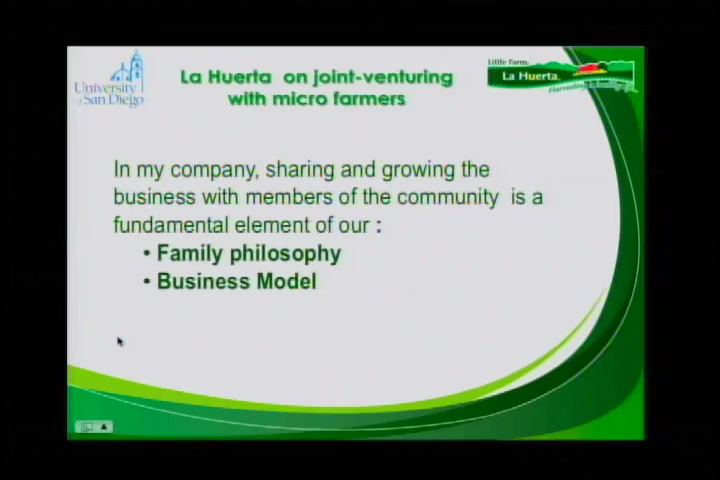 University
of San Diego
La Huerta on joint-venturing
with micro farmers
Little Farm.
La Huerta.
In my company, sharing and growing the
business with members of the community is a
fundamental element of our :
• Family philosophy
• Business Model